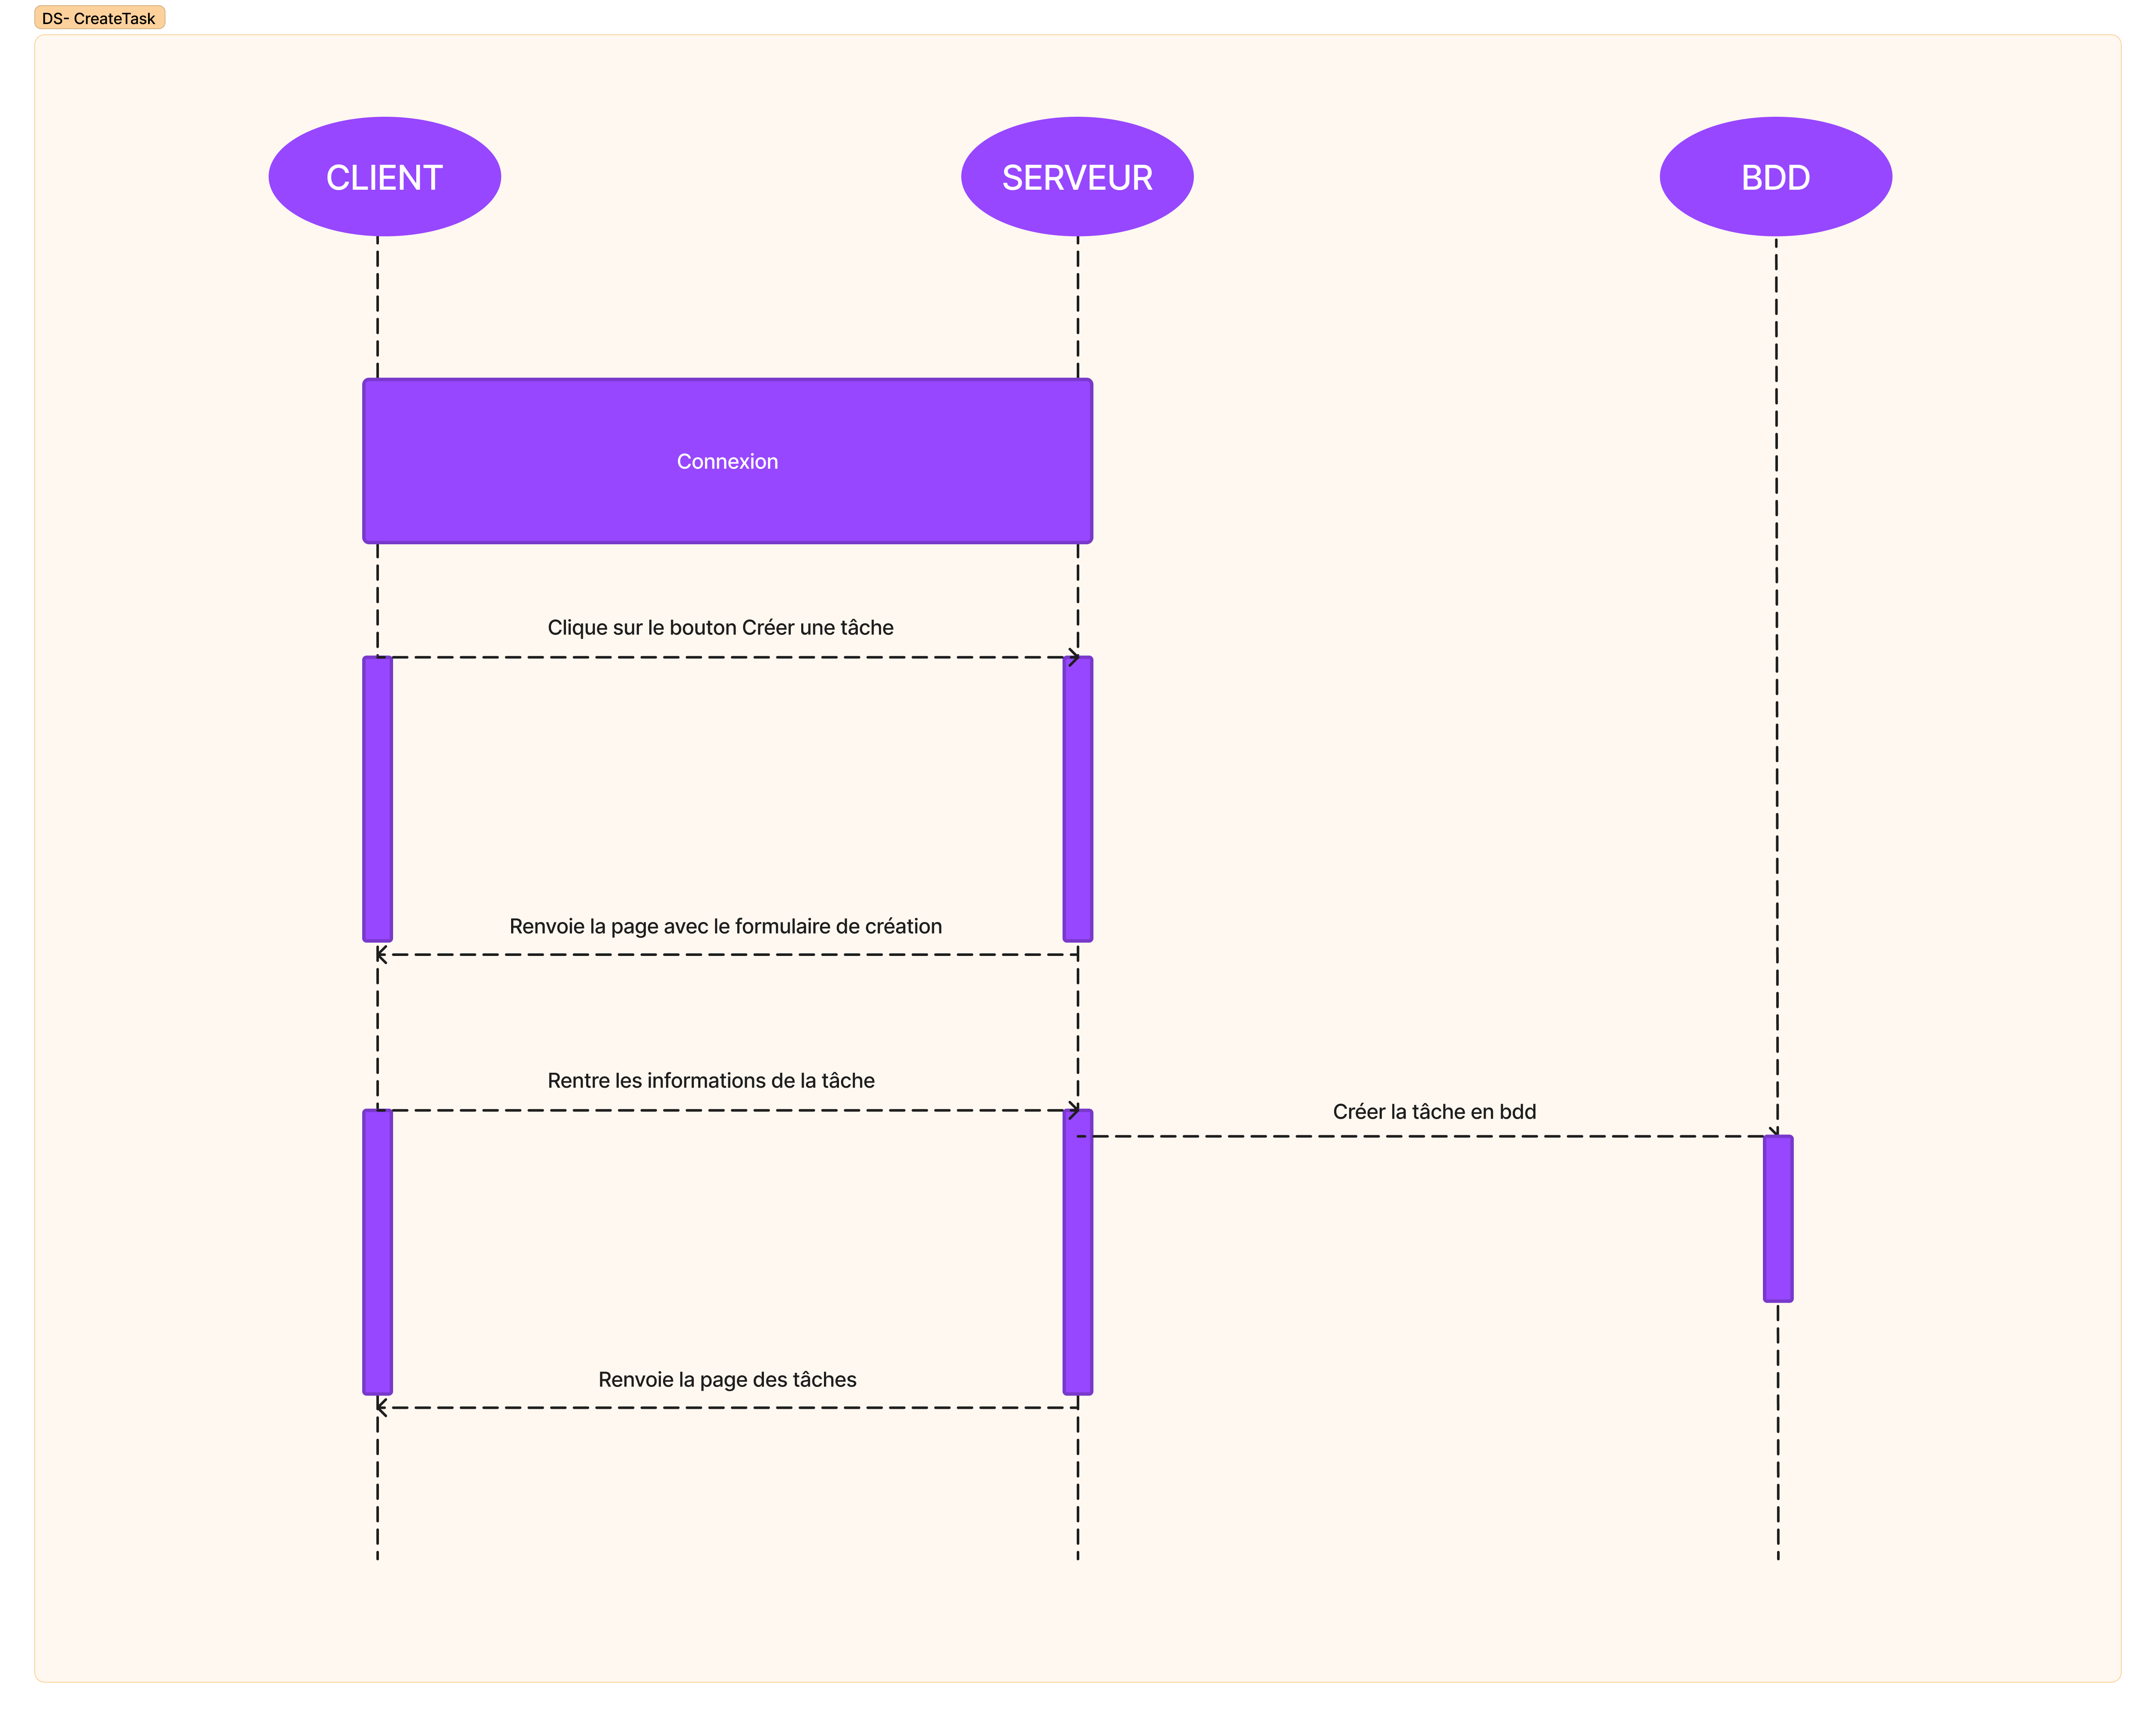 DS- CreateTask
CLIENT
SERVEUR
BDD
Connexion
Clique sur le bouton Créer une tâche
Renvoie la page avec le formulaire de création
Rentre les informations de la tâche
Créer la tâche en bdd
Renvoie la page des tâches